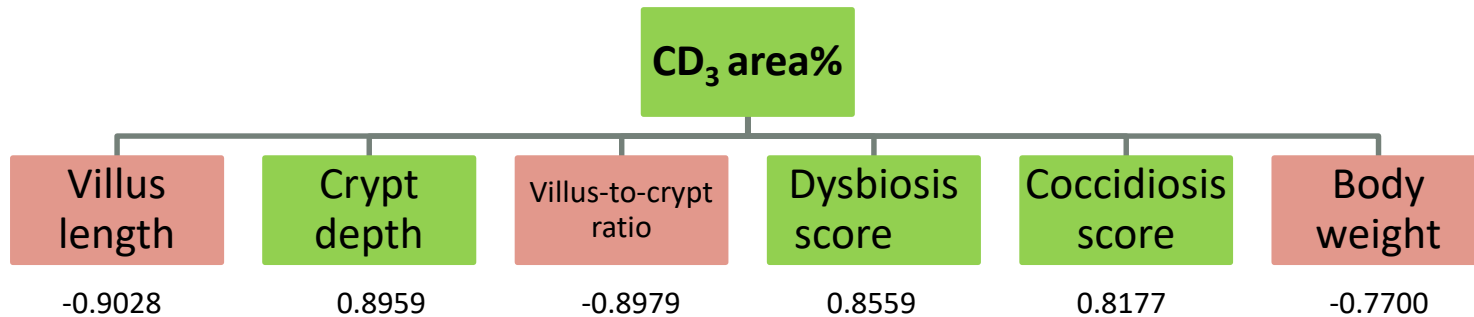 CD₃ area%
Villus
length
Crypt
depth
Villus-to-crypt
ratio
Dysbiosis
score
Coccidiosis
score
Body
weight
-0.9028
0.8959
-0.8979
0.8559
0.8177
-0.7700